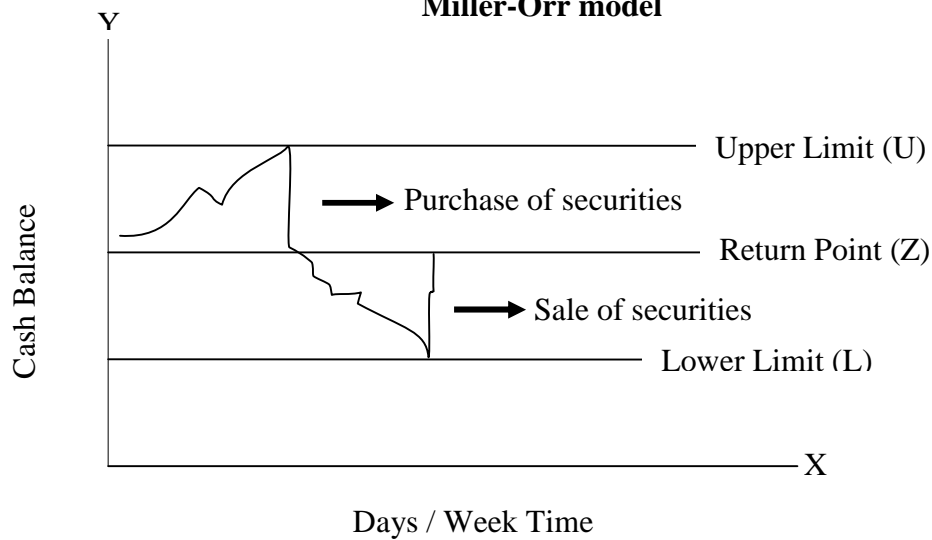 Miller-Orr model
Y
Upper Limit (U)
Purchase of securities
Return Point (Z)
Cash Balance
Sale of securities
Lower Limit (L)
X
Days / Week Time